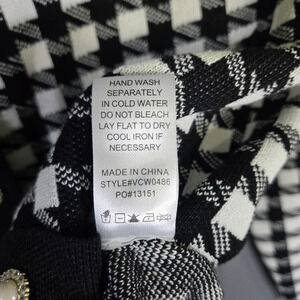 HAND WASH
SEPARATELY
IN COLD WATER
DO NOT BLEACH
LAY FLAT TO DRY
COOL IRON IF
NECESSARY
MADE IN CHINA
STYLE#VCW0486
PO#13151